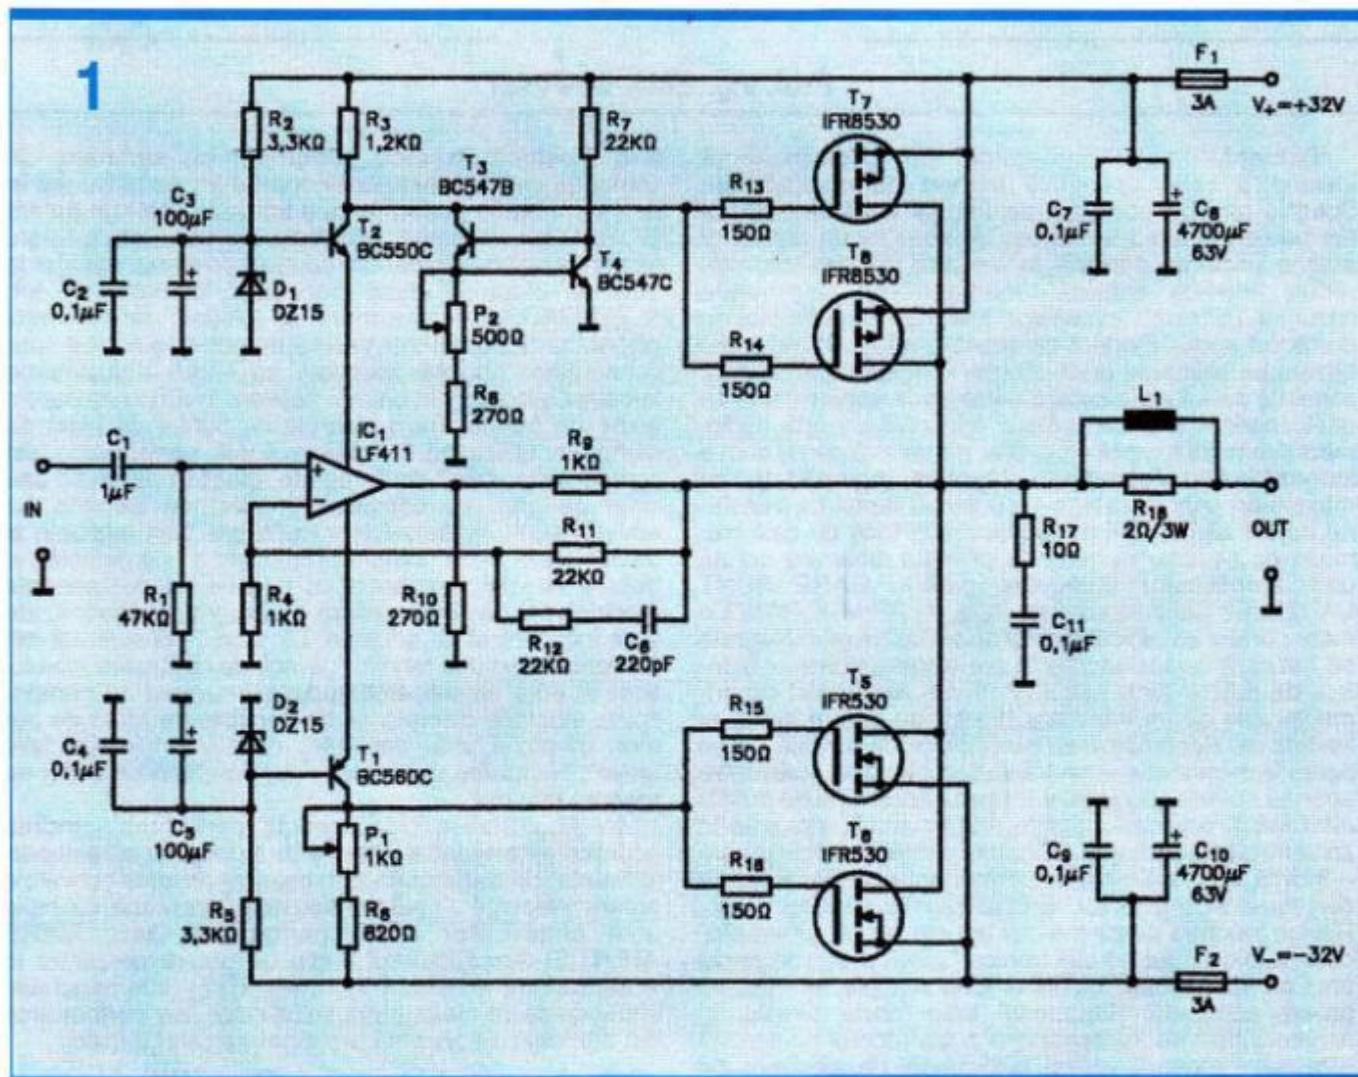 1
F1
3A
V+=+32V
R2
3,3KΩ
R3
1,2KΩ
R7
22KΩ
T3
BC547B
T7
IFR8530
R13
150Ω
C3
100µF
T2
BC550C
C7
0,1µF
C8
4700µF
63V
T4
BC547C
T8
IFR8530
C2
0,1µF
D1
DZ15
P2
500Ω
R14
150Ω
R8
270Ω
L1
C1
1µF
IC1
LF411
R9
1KΩ
IN
R18
2Ω/3W
OUT
R11
22KΩ
R17
10Ω
R1
47KΩ
R4
1KΩ
R10
270Ω
R12
22KΩ
C6
220pF
C11
0,1µF
T5
IFR530
R15
150Ω
D2
DZ15
C4
0,1µF
T1
BC560C
C5
100µF
P1
1KΩ
T6
IFR530
C9
0,1µF
C10
4700µF
63V
R16
150Ω
R5
3,3KΩ
R6
820Ω
F2
3A
V-=-32V